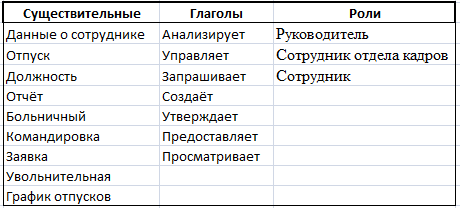 Существительные Глаголы Роли
Данные о сотруднике Анализирует Руководитель
Отпуск Управляет Сотрудник отдела кадров
Должность Запрашивает Сотрудник
Отчёт Создаёт
Больничный Утверждает
Командировка Предоставляет
Заявка Просматривает
Увольнительная
График отпусков